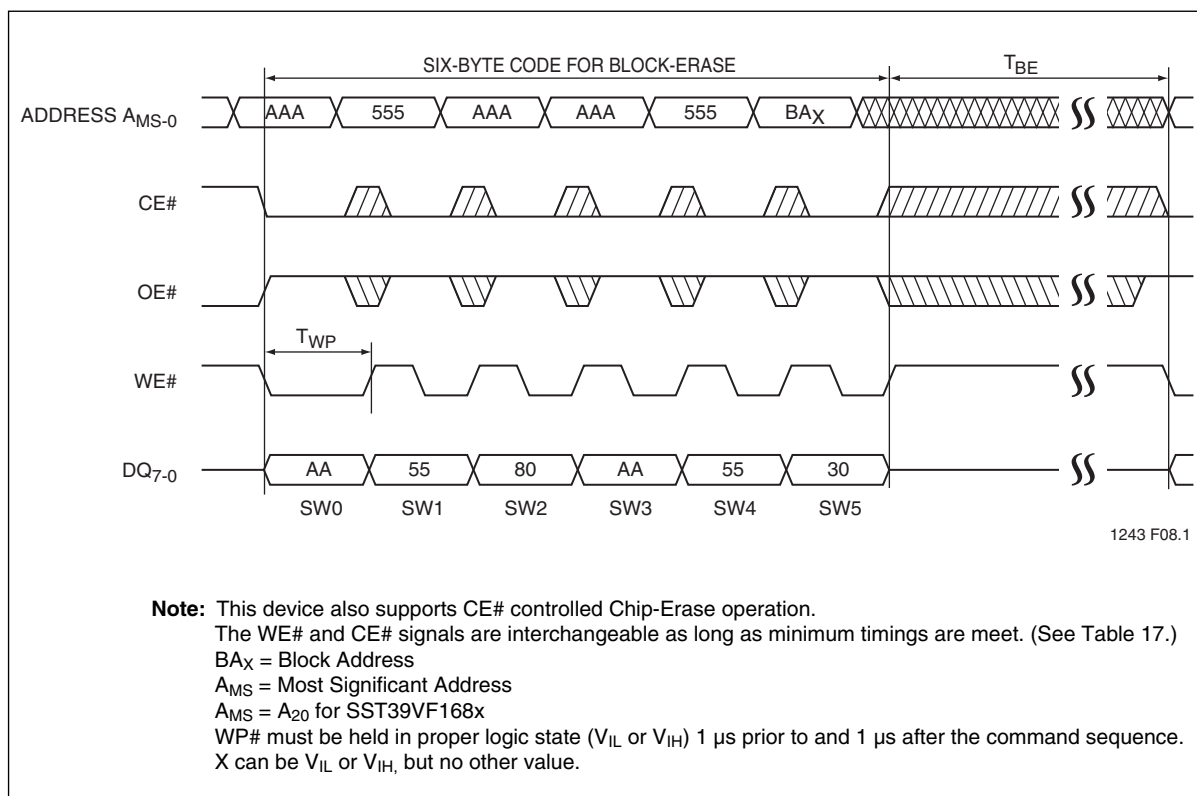 SIX-BYTE CODE FOR BLOCK-ERASE TBE
ADDRESS AMS-0 AAA 555 AAA AAA 555 BAX
CE#
OE#
TWP
WE#
DQ7-0 AA 55 80 AA 55 30
SW0 SW1 SW2 SW3 SW4 SW5
1243 F08.1
Note: This device also supports CE# controlled Chip-Erase operation.
The WE# and CE# signals are interchangeable as long as minimum timings are meet. (See Table 17.)
BAX = Block Address
AMS = Most Significant Address
AMS = A20 for SST39VF168x
WP# must be held in proper logic state (VIL or VIH) 1 µs prior to and 1 µs after the command sequence.
X can be VIL or VIH, but no other value.